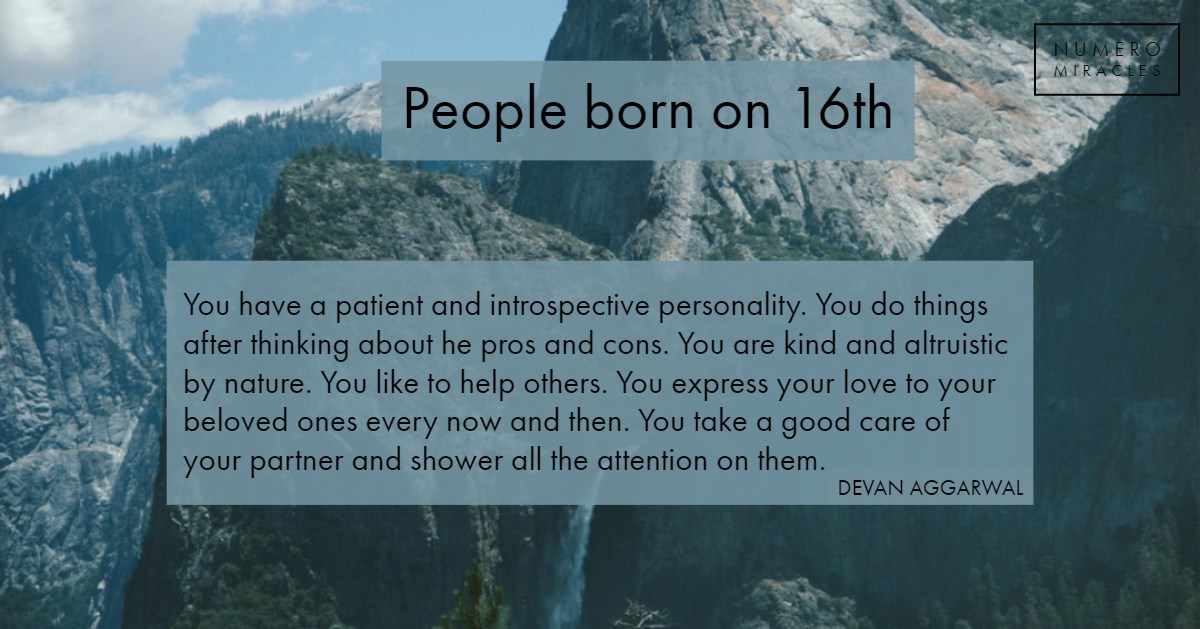 NUMERO
MIRACLES
People born on 16th
You have a patient and introspective personality. You do things
after thinking about he pros and cons. You are kind and altruistic
by nature. You like to help others. You express your love to your
beloved ones every now and then. You take a good care of
your partner and shower all the attention on them.
DEVAN AGGARWAL